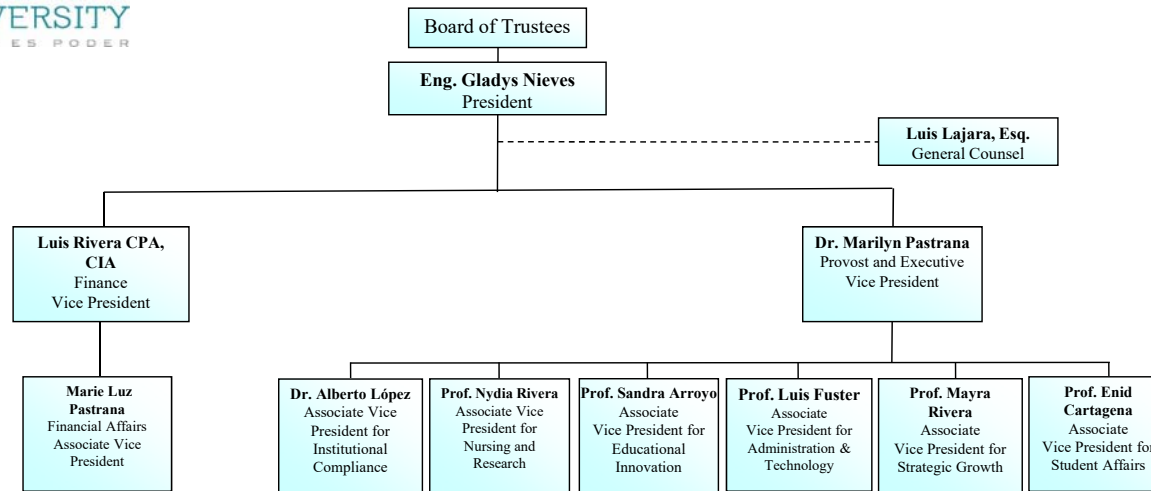 ES PODER
Board of Trustees
Eng. Gladys Nieves
President
Luis Lajara, Esq.
General Counsel
Luis Rivera CPA,
CIA
Finance
Vice President
Dr. Marilyn Pastrana
Provost and Executive
Vice President
Marie Luz
Pastrana
Financial Affairs
Associate Vice
President
Dr. Alberto López
Associate Vice
President for
Institutional
Compliance
Prof. Nydia Rivera
Associate Vice
President for
Nursing and
Research
Prof. Sandra Arroyo
Associate
Vice President for
Educational
Innovation
Prof. Luis Fuster
Associate
Vice President for
Administration &
Technology
Prof. Mayra
Rivera
Associate
Vice President for
Strategic Growth
Prof. Enid
Cartagena
Associate
Vice President for
Student Affairs